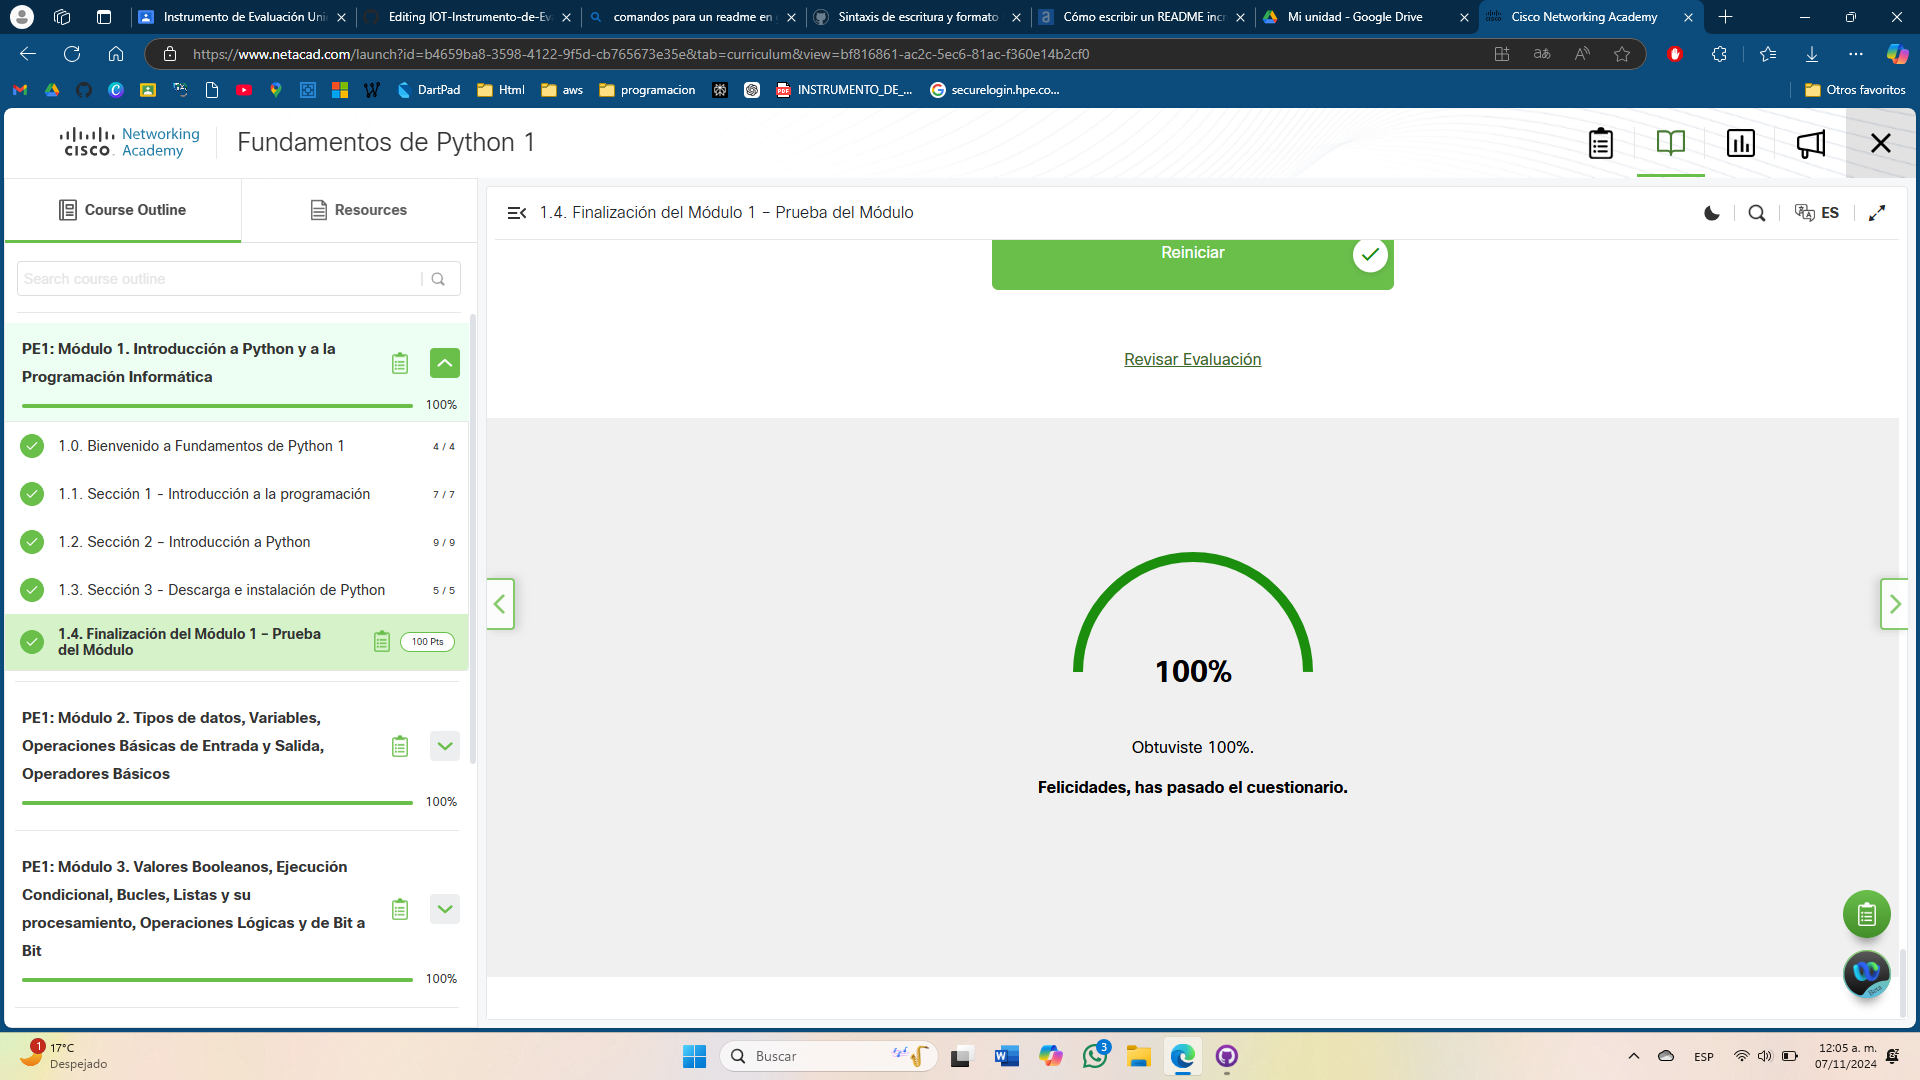 Instrumento de Evaluación Uni
Editing IOT-Instrumento-de-Ev
comandos para un readme en
Sintaxis de escritura y formato
Cómo escribir un README incr
Mi unidad - Google Drive
Cisco Networking Academy
https://www.netacad.com/launch?id=b4659ba8-3598-4122-9f5d-cb765673e35e&tab=curriculum&view=bf816861-ac2c-5ec6-81ac-f360e14b2cf0
DartPad
Html
aws
programacion
INSTRUMENTO_DE_...
securelogin.hpe.co...
Otros favoritos
cisco
Networking
Academy
Fundamentos de Python 1
Course Outline
Resources
Search course outline
PE1: Módulo 1. Introducción a Python y a la
Programación Informática
100%
1.0. Bienvenido a Fundamentos de Python 1
4 / 4
1.1. Sección 1 - Introducción a la programación
7 / 7
1.2. Sección 2 – Introducción a Python
9 / 9
1.3. Sección 3 - Descarga e instalación de Python
5 / 5
1.4. Finalización del Módulo 1 – Prueba
del Módulo
100 Pts
PE1: Módulo 2. Tipos de datos, Variables,
Operaciones Básicas de Entrada y Salida,
Operadores Básicos
100%
PE1: Módulo 3. Valores Booleanos, Ejecución
Condicional, Bucles, Listas y su
procesamiento, Operaciones Lógicas y de Bit a
Bit
100%
1.4. Finalización del Módulo 1 – Prueba del Módulo
ES
Reiniciar
Revisar Evaluación
100%
Obtuviste 100%.
Felicidades, has pasado el cuestionario.
Beta
1
17°C
Despejado
Buscar
3
ESP
12:05 a. m.
07/11/2024